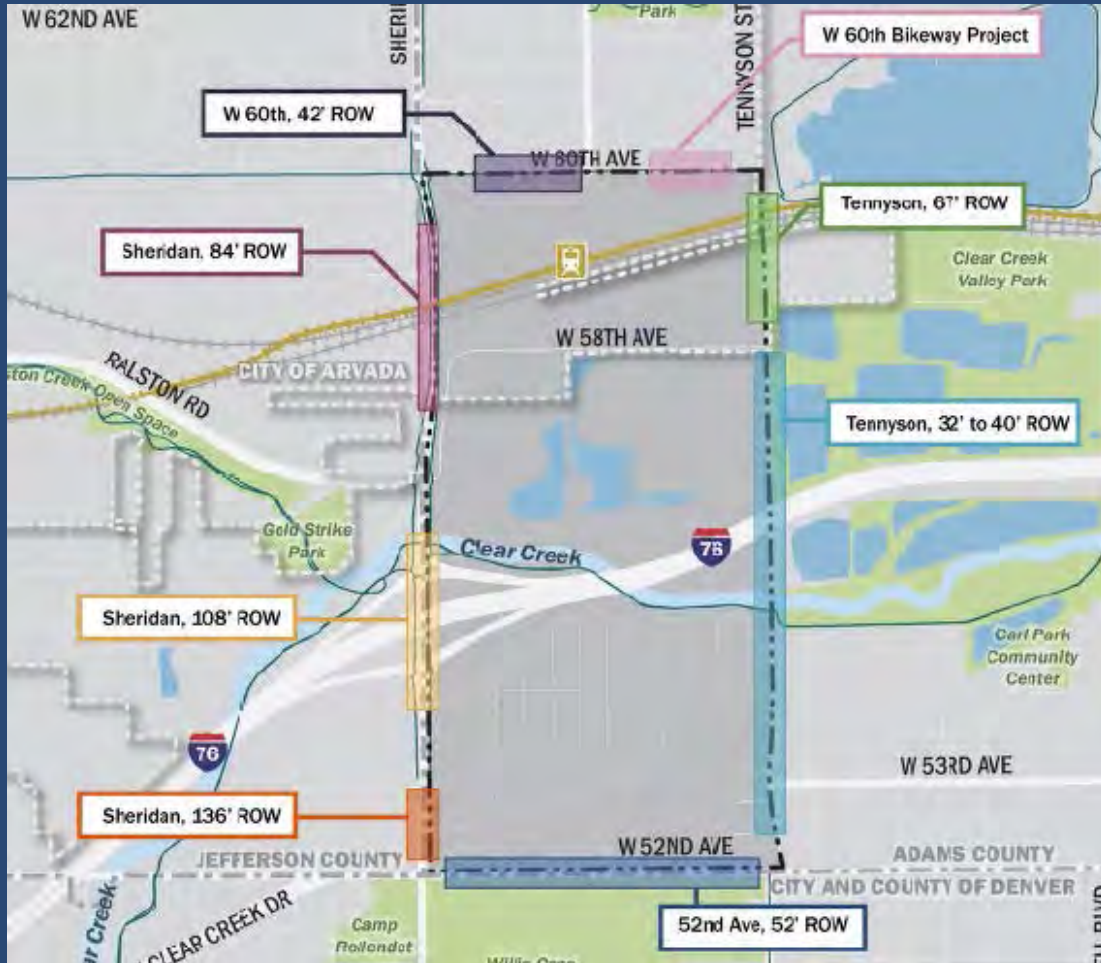 W 62ND AVE
SHERI
Park
TENNYSON ST
W 60th Bikeway Project
W 60th, 42' ROW
W 60TH AVE
Tennyson, 67' ROW
Sheridan, 84' ROW
Clear Creek
Valley Park
W 58TH AVE
RALSTON RD
CITY OF ARVADA
ston Creek Open Space
Tennyson, 32' to 40' ROW
Gold Strike
Park
Clear Creek
76
Sheridan, 108' ROW
Carl Park
Community
Center
76
W 53RD AVE
Sheridan, 136' ROW
W 52ND AVE
JEFFERSON COUNTY
ADAMS COUNTY
CITY AND COUNTY OF DENVER
52nd Ave, 52' ROW
ar Creek
CLEAR CREEK DR
Camp
Rollandet